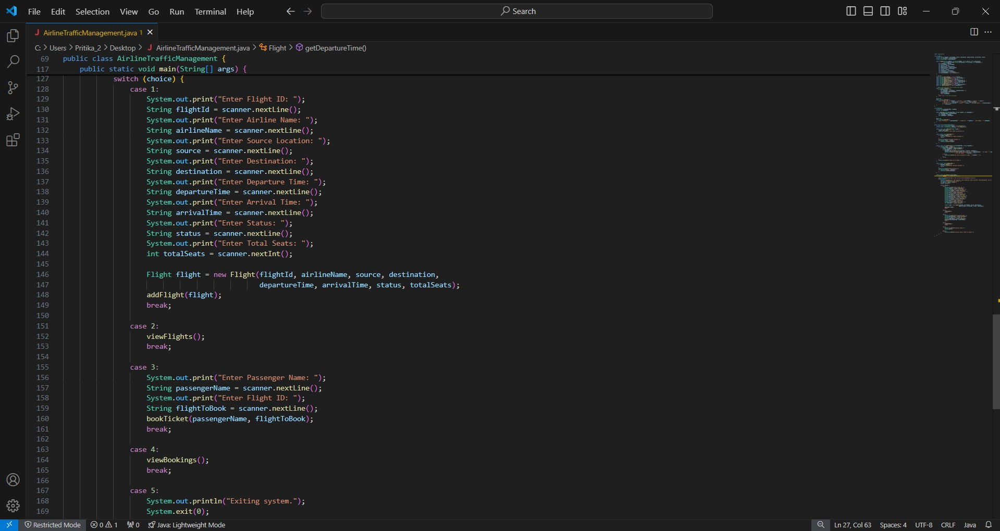 File Edit Selection View Go Run Terminal Help
Search
J AirlineTrafficManagement.java 1
C: > Users > Pritika_2 > Desktop > J AirlineTrafficManagement.java > Flight > getDepartureTime()
69 public class AirlineTrafficManagement {
117 public static void main(String[] args) {
127 switch (choice) {
128 case 1:
129 System.out.print("Enter Flight ID: ");
130 String flightId = scanner.nextLine();
131 System.out.print("Enter Airline Name: ");
132 String airlineName = scanner.nextLine();
133 System.out.print("Enter Source Location: ");
134 String source = scanner.nextLine();
135 System.out.print("Enter Destination: ");
136 String destination = scanner.nextLine();
137 System.out.print("Enter Departure Time: ");
138 String departureTime = scanner.nextLine();
139 System.out.print("Enter Arrival Time: ");
140 String arrivalTime = scanner.nextLine();
141 System.out.print("Enter Status: ");
142 String status = scanner.nextLine();
143 System.out.print("Enter Total Seats: ");
144 int totalSeats = scanner.nextInt();
145
146 Flight flight = new Flight(flightId, airlineName, source, destination,
147 departureTime, arrivalTime, status, totalSeats);
148 addFlight(flight);
149 break;
150
151 case 2:
152 viewFlights();
153 break;
154
155 case 3:
156 System.out.print("Enter Passenger Name: ");
157 String passengerName = scanner.nextLine();
158 System.out.print("Enter Flight ID: ");
159 String flightToBook = scanner.nextLine();
160 bookTicket(passengerName, flightToBook);
161 break;
162
163 case 4:
164 viewBookings();
165 break;
166
167 case 5:
168 System.out.println("Exiting system.");
169 System.exit(0);
Restricted Mode 0 1 0 Java: Lightweight Mode Ln 27, Col 63 Spaces: 4 UTF-8 CRLF Java